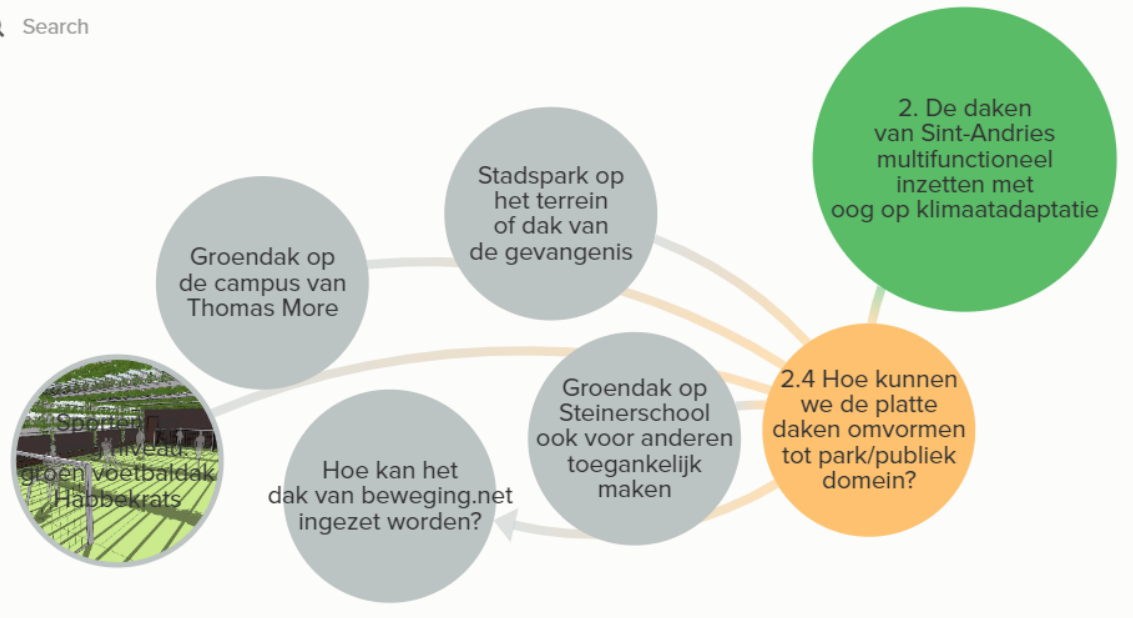 Search
2. De daken
van Sint-Andries
multifunctioneel
inzetten met
oog op klimaatadaptatie
Stadspark op
het terrein
of dak van
de gevangenis
Groendak op
de campus van
Thomas More
2.4 Hoe kunnen
we de platte
daken omvormen
tot park/publiek
domein?
Groendak op
Steinerschool
ook voor anderen
toegankelijk
maken
Hoe kan het
dak van beweging.net
ingezet worden?
niveau
groen voetbaldak
Habbekrats